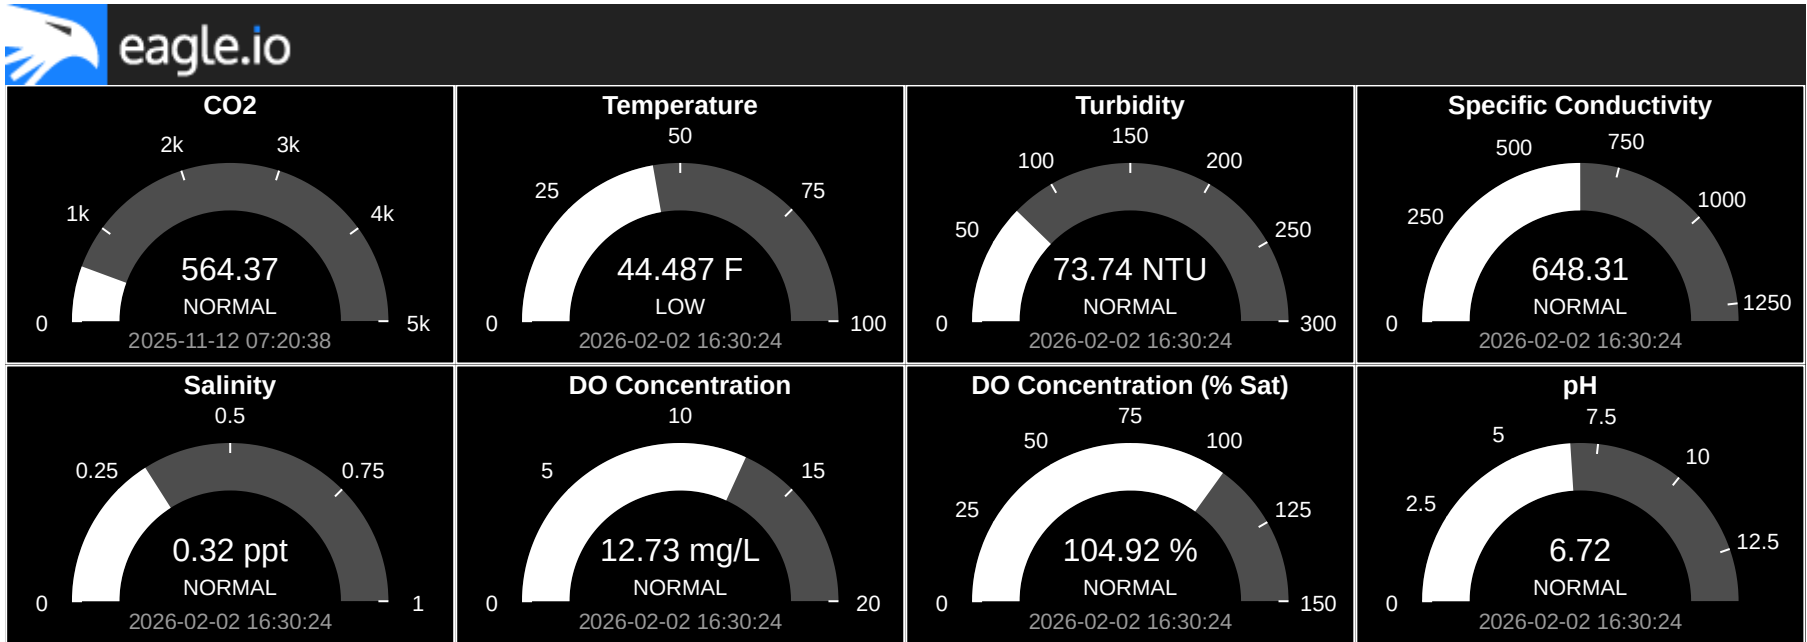 eagle.io
CO2
0
1k
2k
3k
4k
5k
564.37
NORMAL
2025-11-12 07:20:38
Temperature
0
25
50
75
100
44.487 F
LOW
2026-02-02 16:30:24
Turbidity
0
50
100
150
200
250
300
73.74 NTU
NORMAL
2026-02-02 16:30:24
Specific Conductivity
0
250
500
750
1000
1250
648.31
NORMAL
2026-02-02 16:30:24
Salinity
0
0.25
0.5
0.75
1
0.32 ppt
NORMAL
2026-02-02 16:30:24
DO Concentration
0
5
10
15
20
12.73 mg/L
NORMAL
2026-02-02 16:30:24
DO Concentration (% Sat)
0
25
50
75
100
125
150
104.92 %
NORMAL
2026-02-02 16:30:24
pH
0
2.5
5
7.5
10
12.5
6.72
NORMAL
2026-02-02 16:30:24